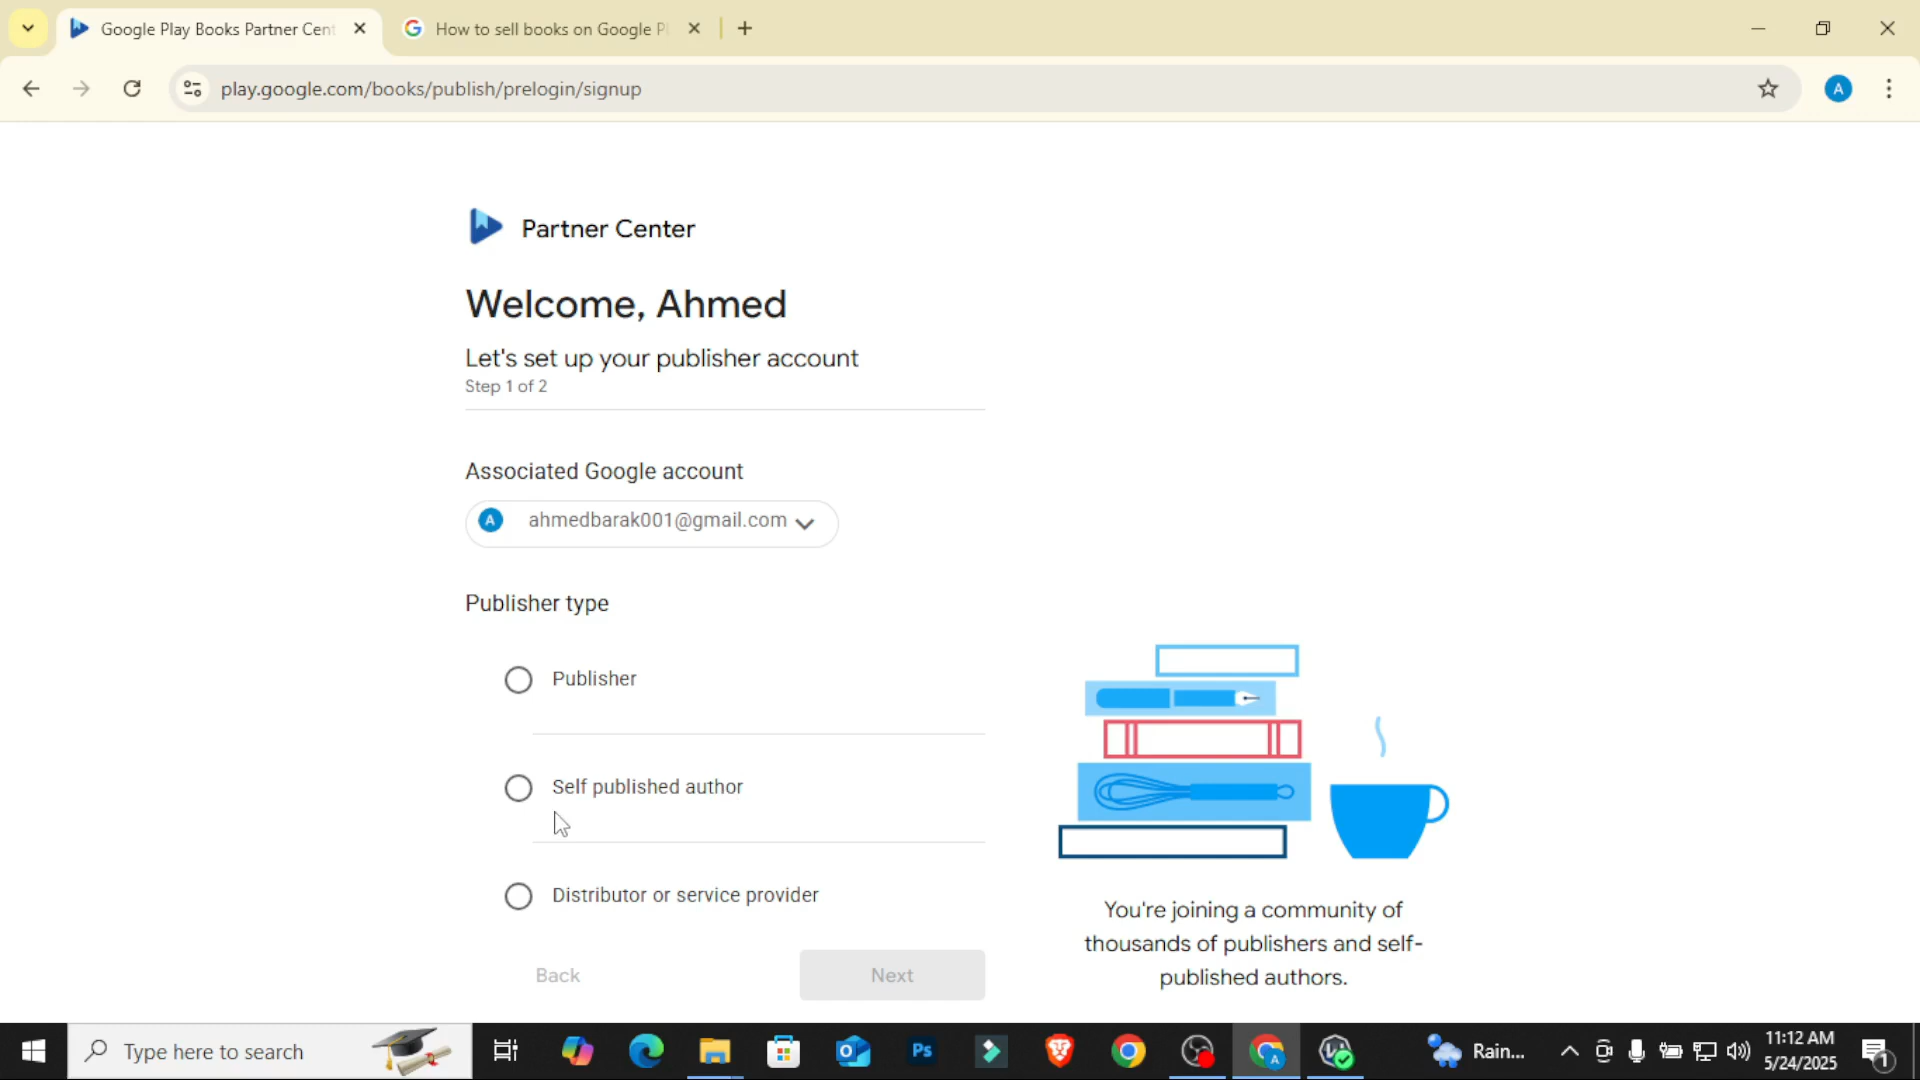 Google Play Books Partner Cent
How to sell books on Google Pl
play.google.com/books/publish/prelogin/signup
A
Partner Center
Welcome, Ahmed
Let's set up your publisher account
Step 1 of 2
Associated Google account
A ahmedbarak001@gmail.com
Publisher type
Publisher
Self published author
Distributor or service provider
Back
Next
You're joining a community of
thousands of publishers and self-
published authors.
Type here to search
Ps
A
Rain...
11:12 AM
5/24/2025
1